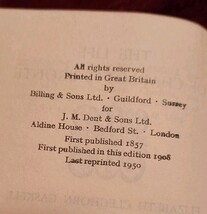 All rights reserved
Printed in Great Britain
by
Billing & Sons Ltd. · Guildford · Surrey
for
J. M. Dent & Sons Ltd.
Aldine House · Bedford St. · London
First published 1857
First published in this edition 1908
Last reprinted 1950